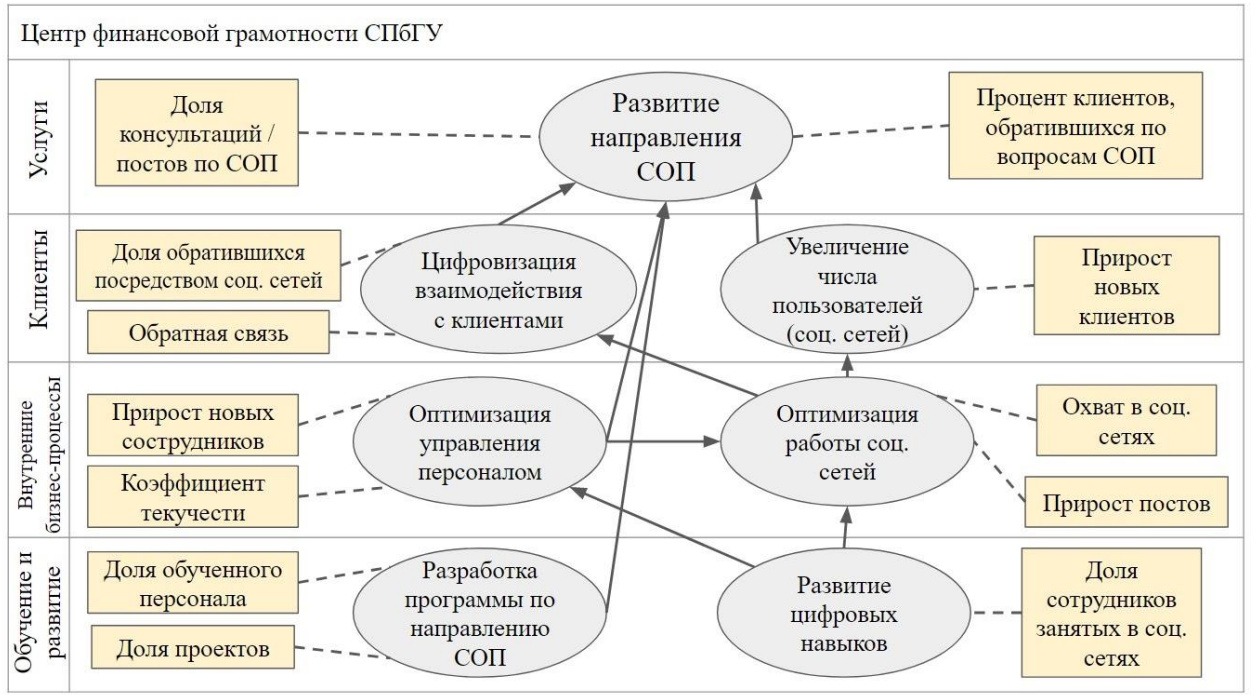 Центр финансовой грамотности СПбГУ
Услуги
Доля
консультаций /
постов по СОП
Развитие
направления
СОП
Процент клиентов,
обратившихся по
вопросам СОП
Клиенты
Доля обратившихся
посредством соц. сетей
Обратная связь
Цифровизация
взаимодействия
с клиентами
Увеличение
числа
пользователей
(соц. сетей)
Прирост
новых
клиентов
Внутренние
бизнес-процессы
Прирост новых
сострудников
Коэффициент
текучести
Оптимизация
управления
персоналом
Оптимизация
работы соц.
сетей
Охват в соц.
сетях
Прирост постов
Обучение и
развитие
Доля обученного
персонала
Доля проектов
Разработка
программы по
направлению
СОП
Развитие
цифровых
навыков
Доля
сотрудников
занятых в соц.
сетях